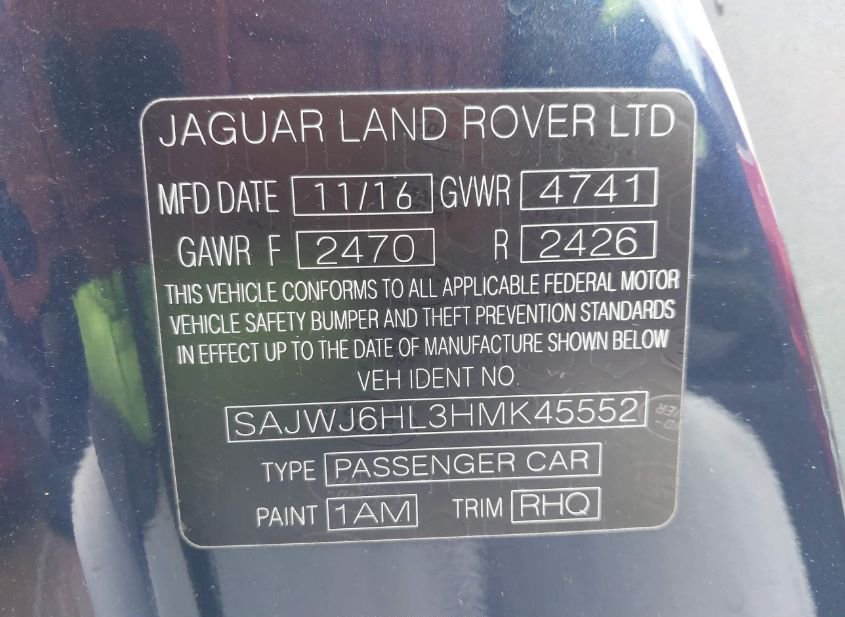 JAGUAR LAND ROVER LTD
MFD DATE 11/16 GVWR 4741
GAWR F 2470 R 2426
THIS VEHICLE CONFORMS TO ALL APPLICABLE FEDERAL MOTOR
VEHICLE SAFETY BUMPER AND THEFT PREVENTION STANDARDS
IN EFFECT UP TO THE DATE OF MANUFACTURE SHOWN BELOW
VEH IDENT NO.
SAJWJ6HL3HMK45552
TYPE PASSENGER CAR
PAINT 1AM TRIM RHQ